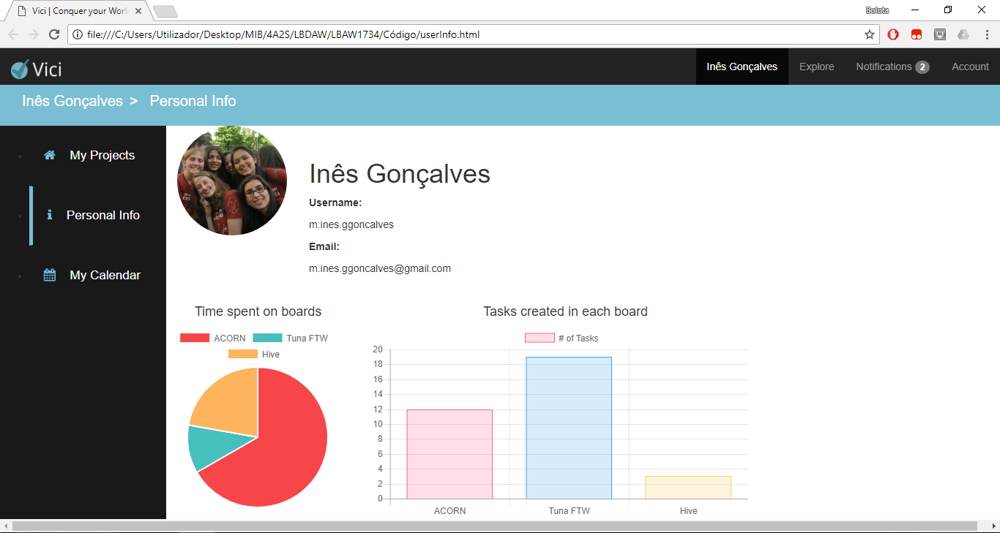 Vici | Conquer your Worl
Bolota
file:///C:/Users/Utilizador/Desktop/MIB/4A2S/LBDAW/LBAW1734/Código/userInfo.html
Vici
Inês Gonçalves Explore Notifications 2 Account
Inês Gonçalves > Personal Info
My Projects
Personal Info
My Calendar
Inês Gonçalves
Username:
m.ines.ggoncalves
Email:
m.ines.ggoncalves@gmail.com
Time spent on boards
ACORN Tuna FTW
Hive
Tasks created in each board
# of Tasks
20
18
16
14
12
10
8
6
4
2
0
ACORN Tuna FTW Hive